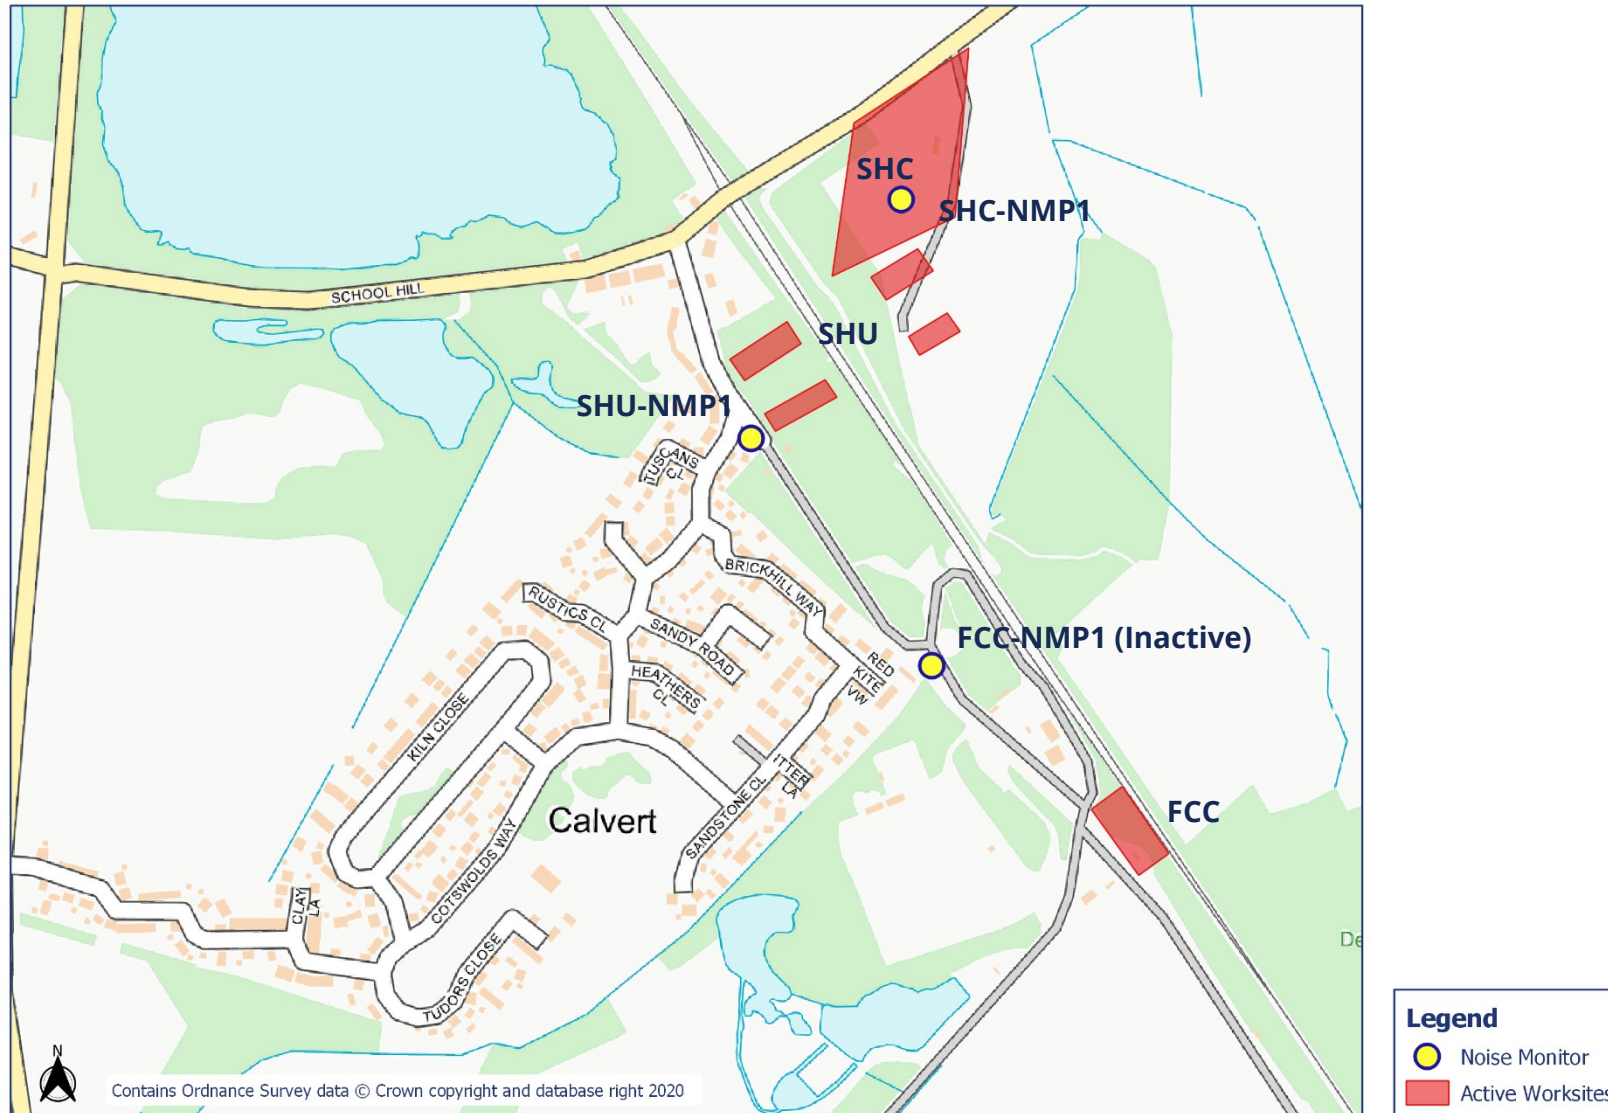 SHC
SHC-NMP1
SCHOOL HILL
SHU
SHU-NMP1
TUSCANS
CL
BRICKHILL WAY
RUSTICS CL
SANDY ROAD
FCC-NMP1 (Inactive)
RED
KITE
VW
HEATHERS
CL
KILN CLOSE
ITTER
LA
SANDSTONE CL
Calvert
FCC
COTSWOLDS WAY
CLAY
LA
TUDORS CLOSE
De
N
Contains Ordnance Survey data © Crown copyright and database right 2020
Legend
Noise Monitor
Active Worksites